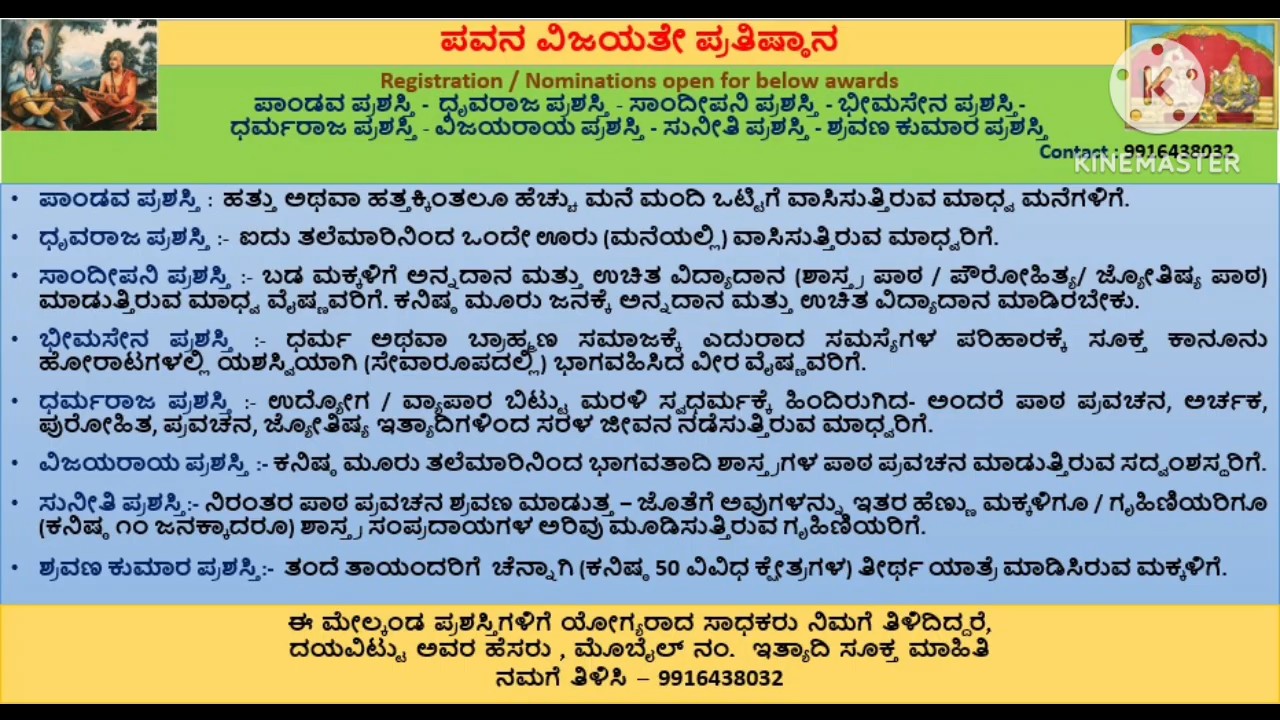 ಪವನ ವಿಜಯತೇ ಪ್ರತಿಷ್ಠಾನ
Registration / Nominations open for below awards
ಪಾಂಡವ ಪ್ರಶಸ್ತಿ - ಧೃವರಾಜ ಪ್ರಶಸ್ತಿ - ಸಾಂದೀಪನಿ ಪ್ರಶಸ್ತಿ - ಭೀಮಸೇನ ಪ್ರಶಸ್ತಿ-
ಧರ್ಮರಾಜ ಪ್ರಶಸ್ತಿ - ವಿಜಯರಾಯ ಪ್ರಶಸ್ತಿ - ಸುನೀತಿ ಪ್ರಶಸ್ತಿ - ಶ್ರವಣ ಕುಮಾರ ಪ್ರಶಸ್ತಿ
Contact : 9916438032
KINEMASTER
• ಪಾಂಡವ ಪ್ರಶಸ್ತಿ : ಹತ್ತು ಅಥವಾ ಹತ್ತಕ್ಕಿಂತಲೂ ಹೆಚ್ಚು ಮನೆ ಮಂದಿ ಒಟ್ಟಿಗೆ ವಾಸಿಸುತ್ತಿರುವ ಮಾಧ್ವ ಮನೆಗಳಿಗೆ.
• ಧೃವರಾಜ ಪ್ರಶಸ್ತಿ :- ಐದು ತಲೆಮಾರಿನಿಂದ ಒಂದೇ ಊರು (ಮನೆಯಲ್ಲಿ) ವಾಸಿಸುತ್ತಿರುವ ಮಾಧ್ವರಿಗೆ.
• ಸಾಂದೀಪನಿ ಪ್ರಶಸ್ತಿ :- ಬಡ ಮಕ್ಕಳಿಗೆ ಅನ್ನದಾನ ಮತ್ತು ಉಚಿತ ವಿದ್ಯಾದಾನ (ಶಾಸ್ತ್ರ ಪಾಠ / ಪೌರೋಹಿತ್ಯ/ ಜ್ಯೋತಿಷ್ಯ ಪಾಠ)
ಮಾಡುತ್ತಿರುವ ಮಾಧ್ವ ವೈಷ್ಣವರಿಗೆ. ಕನಿಷ್ಠ ಮೂರು ಜನಕ್ಕೆ ಅನ್ನದಾನ ಮತ್ತು ಉಚಿತ ವಿದ್ಯಾದಾನ ಮಾಡಿರಬೇಕು.
• ಭೀಮಸೇನ ಪ್ರಶಸ್ತಿ :- ಧರ್ಮ ಅಥವಾ ಬ್ರಾಹ್ಮಣ ಸಮಾಜಕ್ಕೆ ಎದುರಾದ ಸಮಸ್ಯೆಗಳ ಪರಿಹಾರಕ್ಕೆ ಸೂಕ್ತ ಕಾನೂನು
ಹೋರಾಟಗಳಲ್ಲಿ ಯಶಸ್ವಿಯಾಗಿ (ಸೇವಾರೂಪದಲ್ಲಿ) ಭಾಗವಹಿಸಿದ ವೀರ ವೈಷ್ಣವರಿಗೆ.
• ಧರ್ಮರಾಜ ಪ್ರಶಸ್ತಿ :- ಉದ್ಯೋಗ / ವ್ಯಾಪಾರ ಬಿಟ್ಟು ಮರಳಿ ಸ್ವಧರ್ಮಕ್ಕೆ ಹಿಂದಿರುಗಿದ- ಅಂದರೆ ಪಾಠ ಪ್ರವಚನ, ಅರ್ಚಕ,
ಪುರೋಹಿತ, ಪ್ರವಚನ, ಜ್ಯೋತಿಷ್ಯ ಇತ್ಯಾದಿಗಳಿಂದ ಸರಳ ಜೀವನ ನಡೆಸುತ್ತಿರುವ ಮಾಧ್ವರಿಗೆ.
• ವಿಜಯರಾಯ ಪ್ರಶಸ್ತಿ :- ಕನಿಷ್ಠ ಮೂರು ತಲೆಮಾರಿನಿಂದ ಭಾಗವತಾದಿ ಶಾಸ್ತ್ರಗಳ ಪಾಠ ಪ್ರವಚನ ಮಾಡುತ್ತಿರುವ ಸದ್ವಂಶಸ್ಥರಿಗೆ.
• ಸುನೀತಿ ಪ್ರಶಸ್ತಿ:- ನಿರಂತರ ಪಾಠ ಪ್ರವಚನ ಶ್ರವಣ ಮಾಡುತ್ತ – ಜೊತೆಗೆ ಅವುಗಳನ್ನು ಇತರ ಹೆಣ್ಣು ಮಕ್ಕಳಿಗೂ / ಗೃಹಿಣಿಯರಿಗೂ
(ಕನಿಷ್ಠ ೧೦ ಜನಕ್ಕಾದರೂ) ಶಾಸ್ತ್ರ ಸಂಪ್ರದಾಯಗಳ ಅರಿವು ಮೂಡಿಸುತ್ತಿರುವ ಗೃಹಿಣಿಯರಿಗೆ.
• ಶ್ರವಣ ಕುಮಾರ ಪ್ರಶಸ್ತಿ:- ತಂದೆ ತಾಯಂದರಿಗೆ ಚೆನ್ನಾಗಿ (ಕನಿಷ್ಠ 50 ವಿವಿಧ ಕ್ಷೇತ್ರಗಳ) ತೀರ್ಥ ಯಾತ್ರೆ ಮಾಡಿಸಿರುವ ಮಕ್ಕಳಿಗೆ.
ಈ ಮೇಲ್ಕಂಡ ಪ್ರಶಸ್ತಿಗಳಿಗೆ ಯೋಗ್ಯರಾದ ಸಾಧಕರು ನಿಮಗೆ ತಿಳಿದಿದ್ದರೆ,
ದಯವಿಟ್ಟು ಅವರ ಹೆಸರು , ಮೊಬೈಲ್ ನಂ. ಇತ್ಯಾದಿ ಸೂಕ್ತ ಮಾಹಿತಿ
ನಮಗೆ ತಿಳಿಸಿ – 9916438032